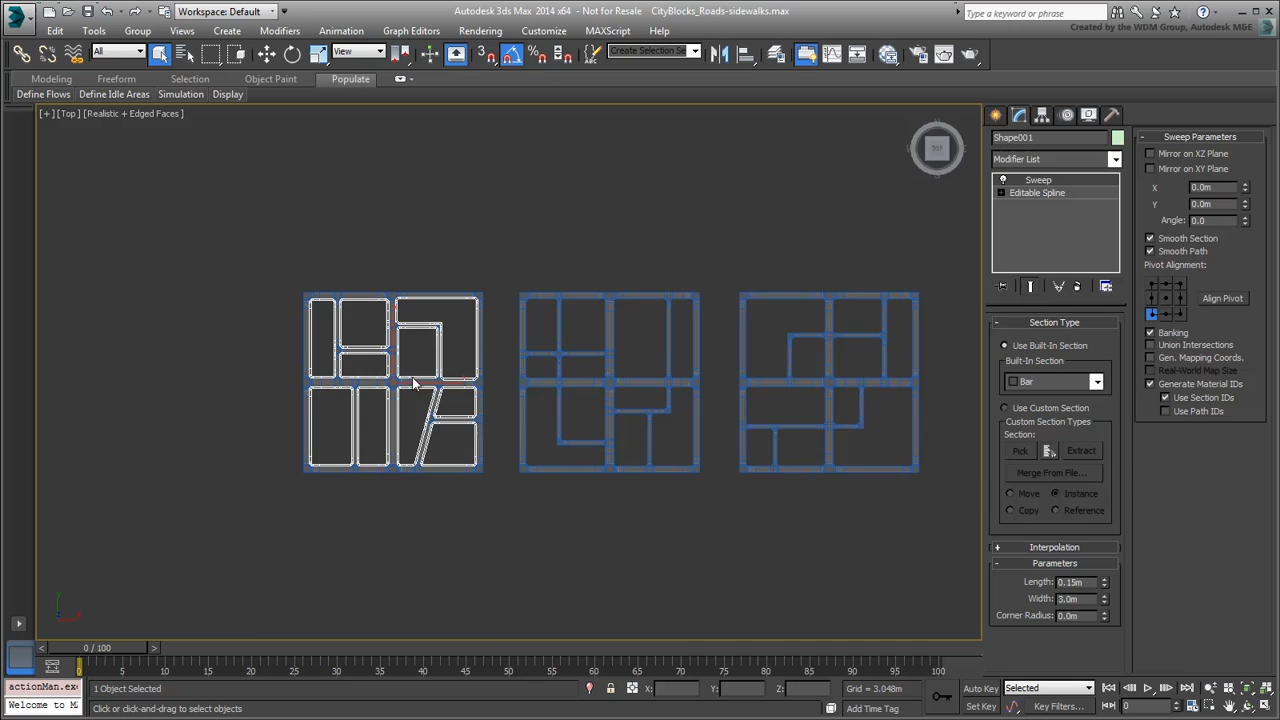 Workspace: Default
Autodesk 3ds Max 2014 x64 - Not for Resale CityBlocks_Roads-sidewalks.max
Type a keyword or phrase
Created by the WDM Group, Autodesk MGE
Edit Tools Group Views Create Modifiers Animation Graph Editors Rendering Customize MAXScript Help
All
View
Create Selection Se
Modeling Freeform Selection Object Paint Populate
Define Flows Define Idle Areas Simulation Display
[+] [Top] [Realistic + Edged Faces ]
TOP
Shape001
Modifier List
Sweep
Editable Spline
Section Type
Use Built-In Section
Built-In Section
Bar
Use Custom Section
Custom Section Types
Section:
Pick Extract
Merge From File...
Move Instance
Copy Reference
Interpolation
Parameters
Length: 0.15m
Width: 3.0m
Corner Radius: 0.0m
Sweep Parameters
Mirror on XZ Plane
Mirror on XY Plane
X 0.0m
Y 0.0m
Angle: 0.0
Smooth Section
Smooth Path
Pivot Alignment:
Align Pivot
Banking
Union Intersections
Gen. Mapping Coords.
Real-World Map Size
Generate Material IDs
Use Section IDs
Use Path IDs
0 / 100
0 5 10 15 20 25 30 35 40 45 50 55 60 65 70 75 80 85 90 95 100
actionMan.exe
1 Object Selected
X: Y: Z:
Grid = 3.048m
Auto Key Selected
Welcome to M
Click or click-and-drag to select objects
Add Time Tag
Set Key Key Filters...
0